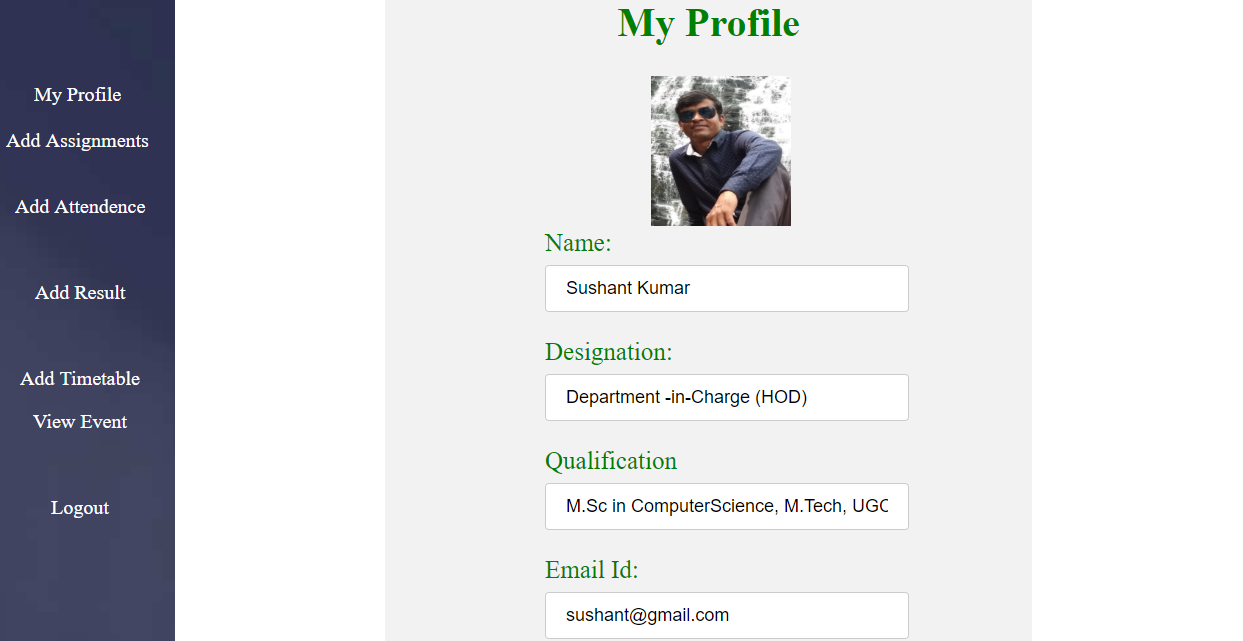 My Profile
Add Assignments
Add Attendence
Add Result
Add Timetable
View Event
Logout
My Profile
Name:
Sushant Kumar
Designation:
Department -in-Charge (HOD)
Qualification
M.Sc in ComputerScience, M.Tech, UGC
Email Id:
sushant@gmail.com